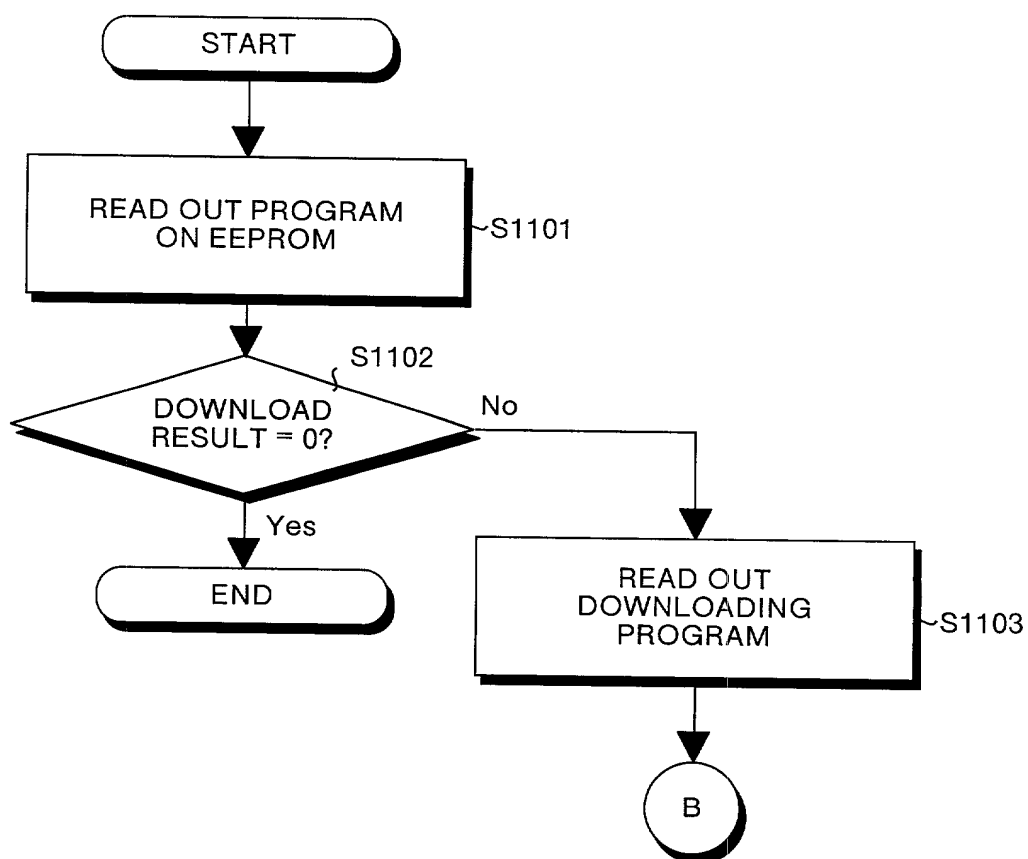 START
READ OUT PROGRAM
ON EEPROM
S1101
S1102
DOWNLOAD
RESULT = 0?
No
Yes
END
READ OUT
DOWNLOADING
PROGRAM
S1103
B